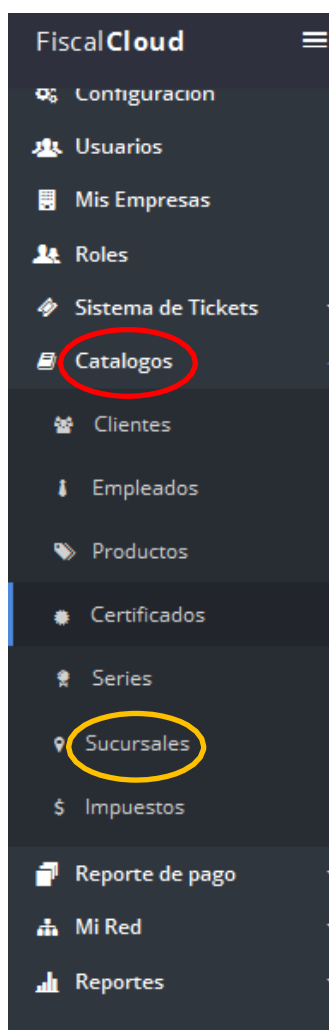 FiscalCloud
Configuracion
Usuarios
Mis Empresas
Roles
Sistema de Tickets
Catalogos
Clientes
Empleados
Productos
Certificados
Series
Sucursales
$ Impuestos
Reporte de pago
Mi Red
Reportes